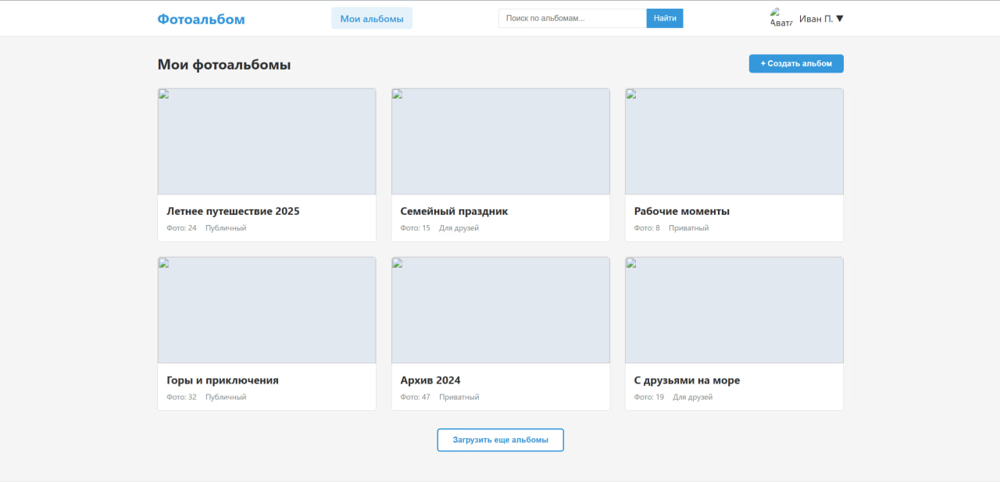 Фотоальбом
Мои альбомы
Поиск по альбомам...
Найти
Иван П. ▼
Мои фотоальбомы
+ Создать альбом
Летнее путешествие 2025
Фото: 24 Публичный
Семейный праздник
Фото: 15 Для друзей
Рабочие моменты
Фото: 8 Приватный
Горы и приключения
Фото: 32 Публичный
Архив 2024
Фото: 47 Приватный
С друзьями на море
Фото: 19 Для друзей
Загрузить еще альбомы